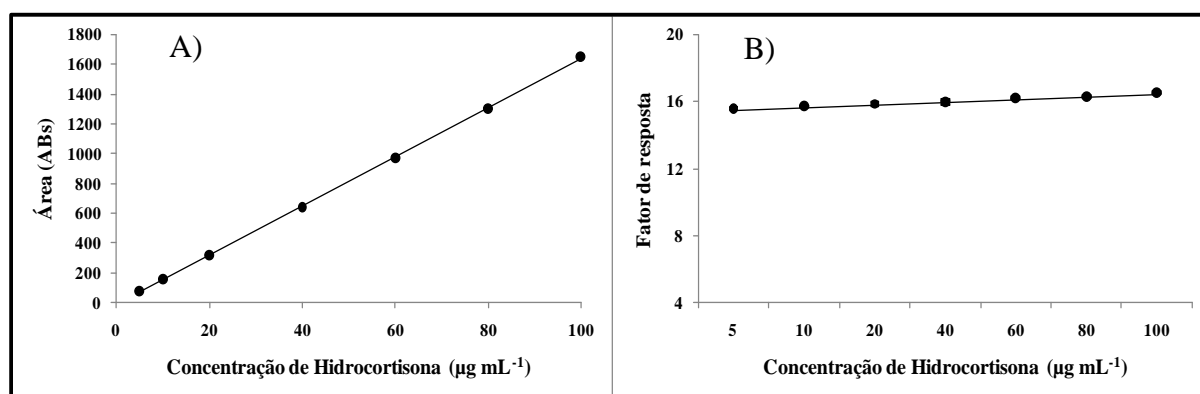 A)
1800
1600
1400
1200
1000
800
600
400
200
0
Área (ABs)
0 20 40 60 80 100
Concentração de Hidrocortisona (µg mL-1)
B)
20
16
12
8
4
Fator de resposta
5 10 20 40 60 80 100
Concentração de Hidrocortisona (µg mL-1)